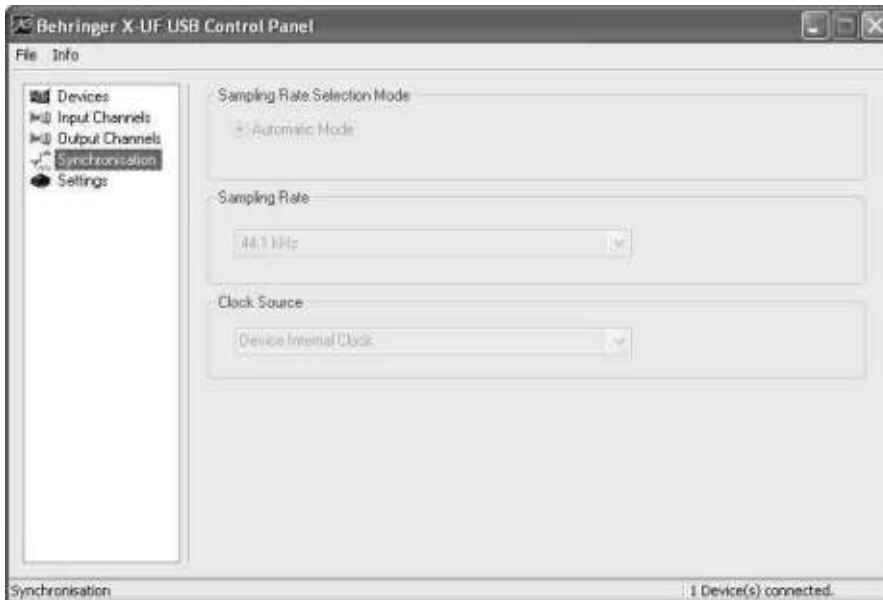 Behringer X-UF USB Control Panel
File Info
Devices
Input Channels
Output Channels
Synchronisation
Settings
Sampling Rate Selection Mode
Automatic Mode
Sampling Rate
44.1 kHz
Clock Source
Device Internal Clock
Synchronisation
1 Device(s) connected.